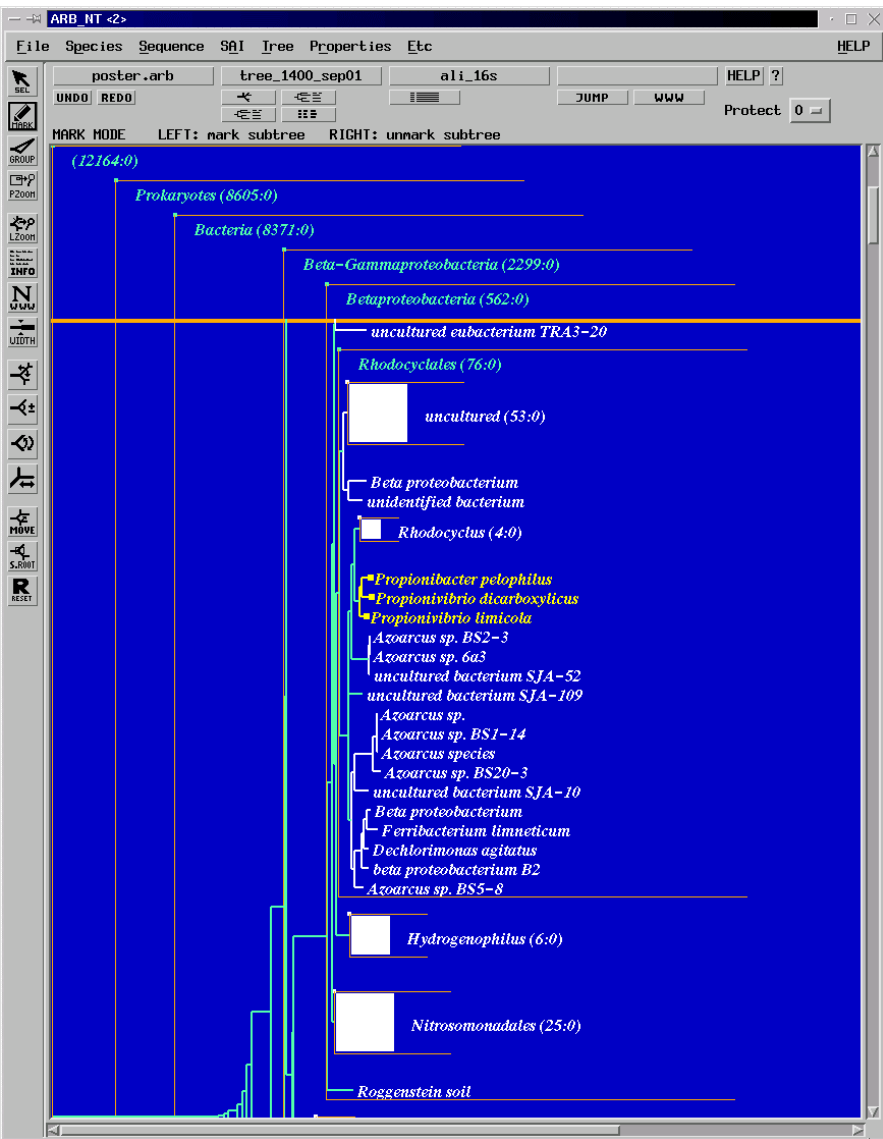 ARB_NT <2>
File Species Sequence SAI Tree Properties Etc HELP
poster.arb tree_1400_sep01 ali_16s HELP ?
UNDO REDO JUMP WWW
Protect 0
MARK MODE LEFT: mark subtree RIGHT: unmark subtree
SEL
MARK
GROUP
PZOOM
LZOOM
INFO
N
WWW
WIDTH
MOVE
S.ROOT
R
RESET
(12164:0)
Prokaryotes (8605:0)
Bacteria (8371:0)
Beta-Gammaproteobacteria (2299:0)
Betaproteobacteria (562:0)
uncultured eubacterium TRA3-20
Rhodocyclales (76:0)
uncultured (53:0)
Beta proteobacterium
unidentified bacterium
Rhodocyclus (4:0)
Propionibacter pelophilus
Propionivibrio dicarboxylicus
Propionivibrio limicola
Azoarcus sp. BS2-3
Azoarcus sp. 6a3
uncultured bacterium SJA-52
uncultured bacterium SJA-109
Azoarcus sp.
Azoarcus sp. BS1-14
Azoarcus species
Azoarcus sp. BS20-3
uncultured bacterium SJA-10
Beta proteobacterium
Ferribacterium limneticum
Dechlorimonas agitatus
beta proteobacterium B2
Azoarcus sp. BS5-8
Hydrogenophilus (6:0)
Nitrosomonadales (25:0)
Roggenstein soil